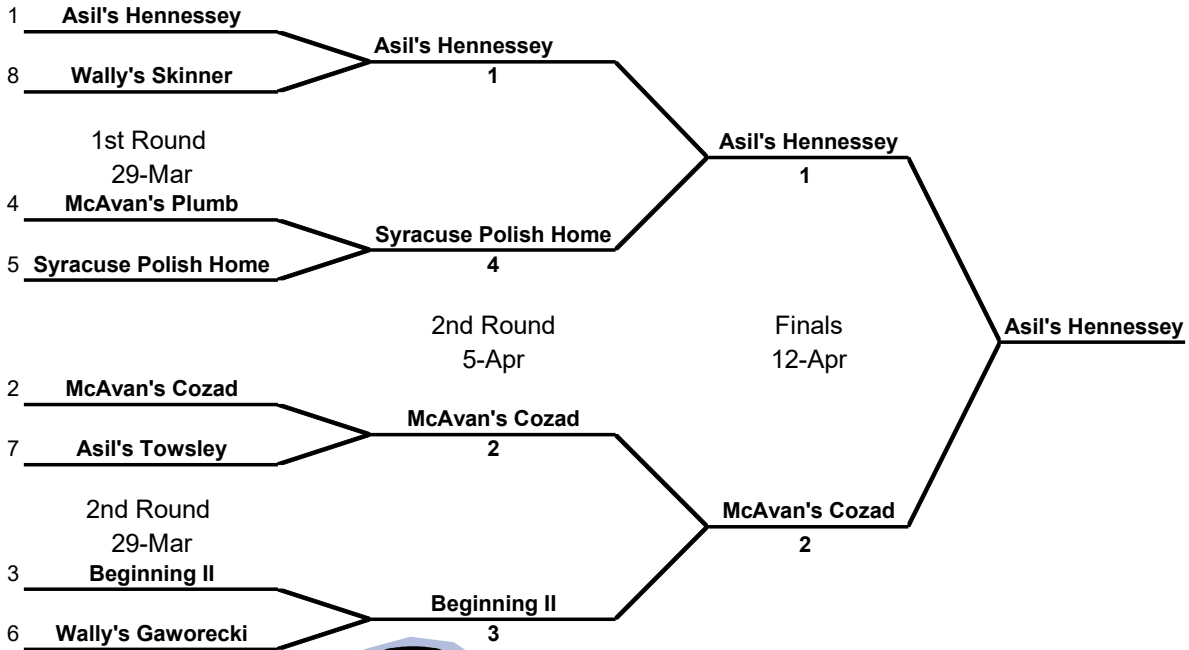 1 Asil's Hennessey
Asil's Hennessey
8 Wally's Skinner
1
1st Round
29-Mar
Asil's Hennessey
1
4 McAvan's Plumb
Syracuse Polish Home
5 Syracuse Polish Home
4
2nd Round
5-Apr
Finals
12-Apr
Asil's Hennessey
2 McAvan's Cozad
McAvan's Cozad
7 Asil's Towsley
2
2nd Round
29-Mar
McAvan's Cozad
2
3 Beginning II
Beginning II
6 Wally's Gaworecki
3